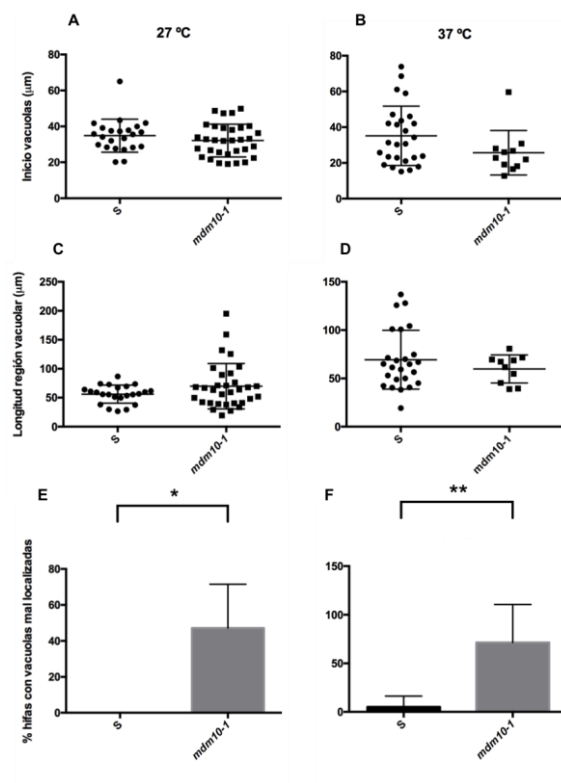 A
27 ºC
B
37 ºC
Inicio vacuolas (µm)
80
60
40
20
0
S
mdm10-1
80
60
40
20
0
S
mdm10-1
C
D
Longitud región vacuolar (µm)
250
200
150
100
50
0
S
mdm10-1
150
100
50
0
S
mdm10-1
E
*
F
**
% hifas con vacuolas mal localizadas
80
60
40
20
0
S
mdm10-1
150
100
50
0
S
mdm10-1